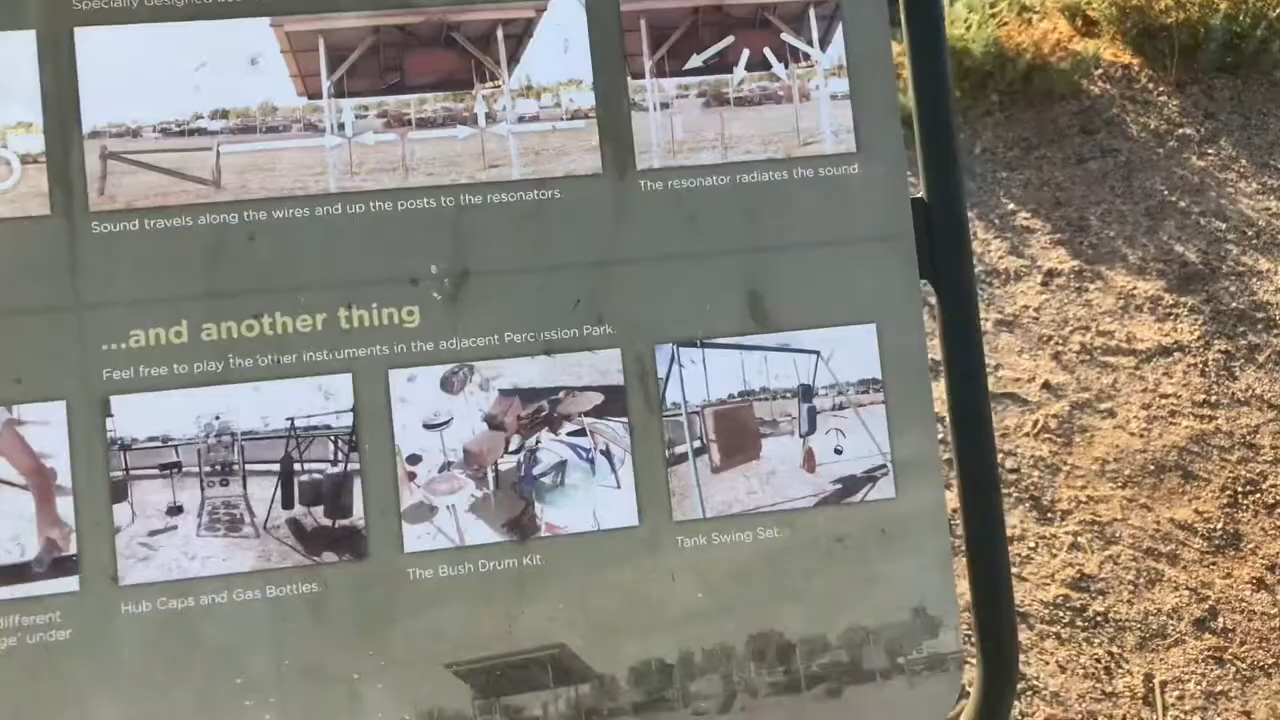 Specially designed
Sound travels along the wires and up the posts to the resonators.
The resonator radiates the sound.
...and another thing
Feel free to play the other instruments in the adjacent Percussion Park.
Hub Caps and Gas Bottles.
The Bush Drum Kit.
Tank Swing Set.
different
under